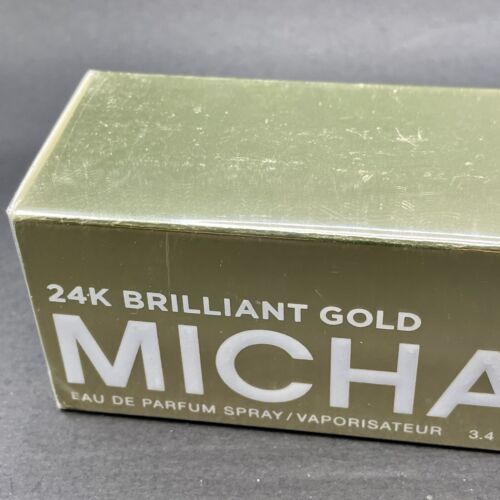 24K BRILLIANT GOLD
MICHA
EAU DE PARFUM SPRAY/VAPORISATEUR 3.4